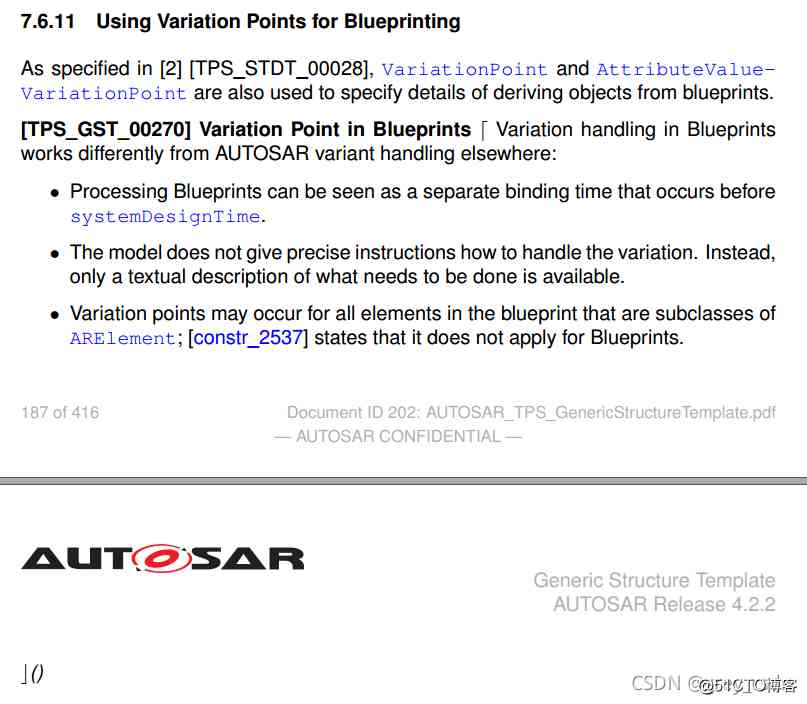 7.6.11 Using Variation Points for Blueprinting
As specified in [2] [TPS_STDT_00028], VariationPoint and AttributeValue-
VariationPoint are also used to specify details of deriving objects from blueprints.
[TPS_GST_00270] Variation Point in Blueprints ⌈ Variation handling in Blueprints
works differently from AUTOSAR variant handling elsewhere:
• Processing Blueprints can be seen as a separate binding time that occurs before
systemDesignTime.
• The model does not give precise instructions how to handle the variation. Instead,
only a textual description of what needs to be done is available.
• Variation points may occur for all elements in the blueprint that are subclasses of
ARElement; [constr_2537] states that it does not apply for Blueprints.
187 of 416 Document ID 202: AUTOSAR_TPS_GenericStructureTemplate.pdf
— AUTOSAR CONFIDENTIAL —
AUTOSAR
Generic Structure Template
AUTOSAR Release 4.2.2
⌋()
CSDN @51CTO博客